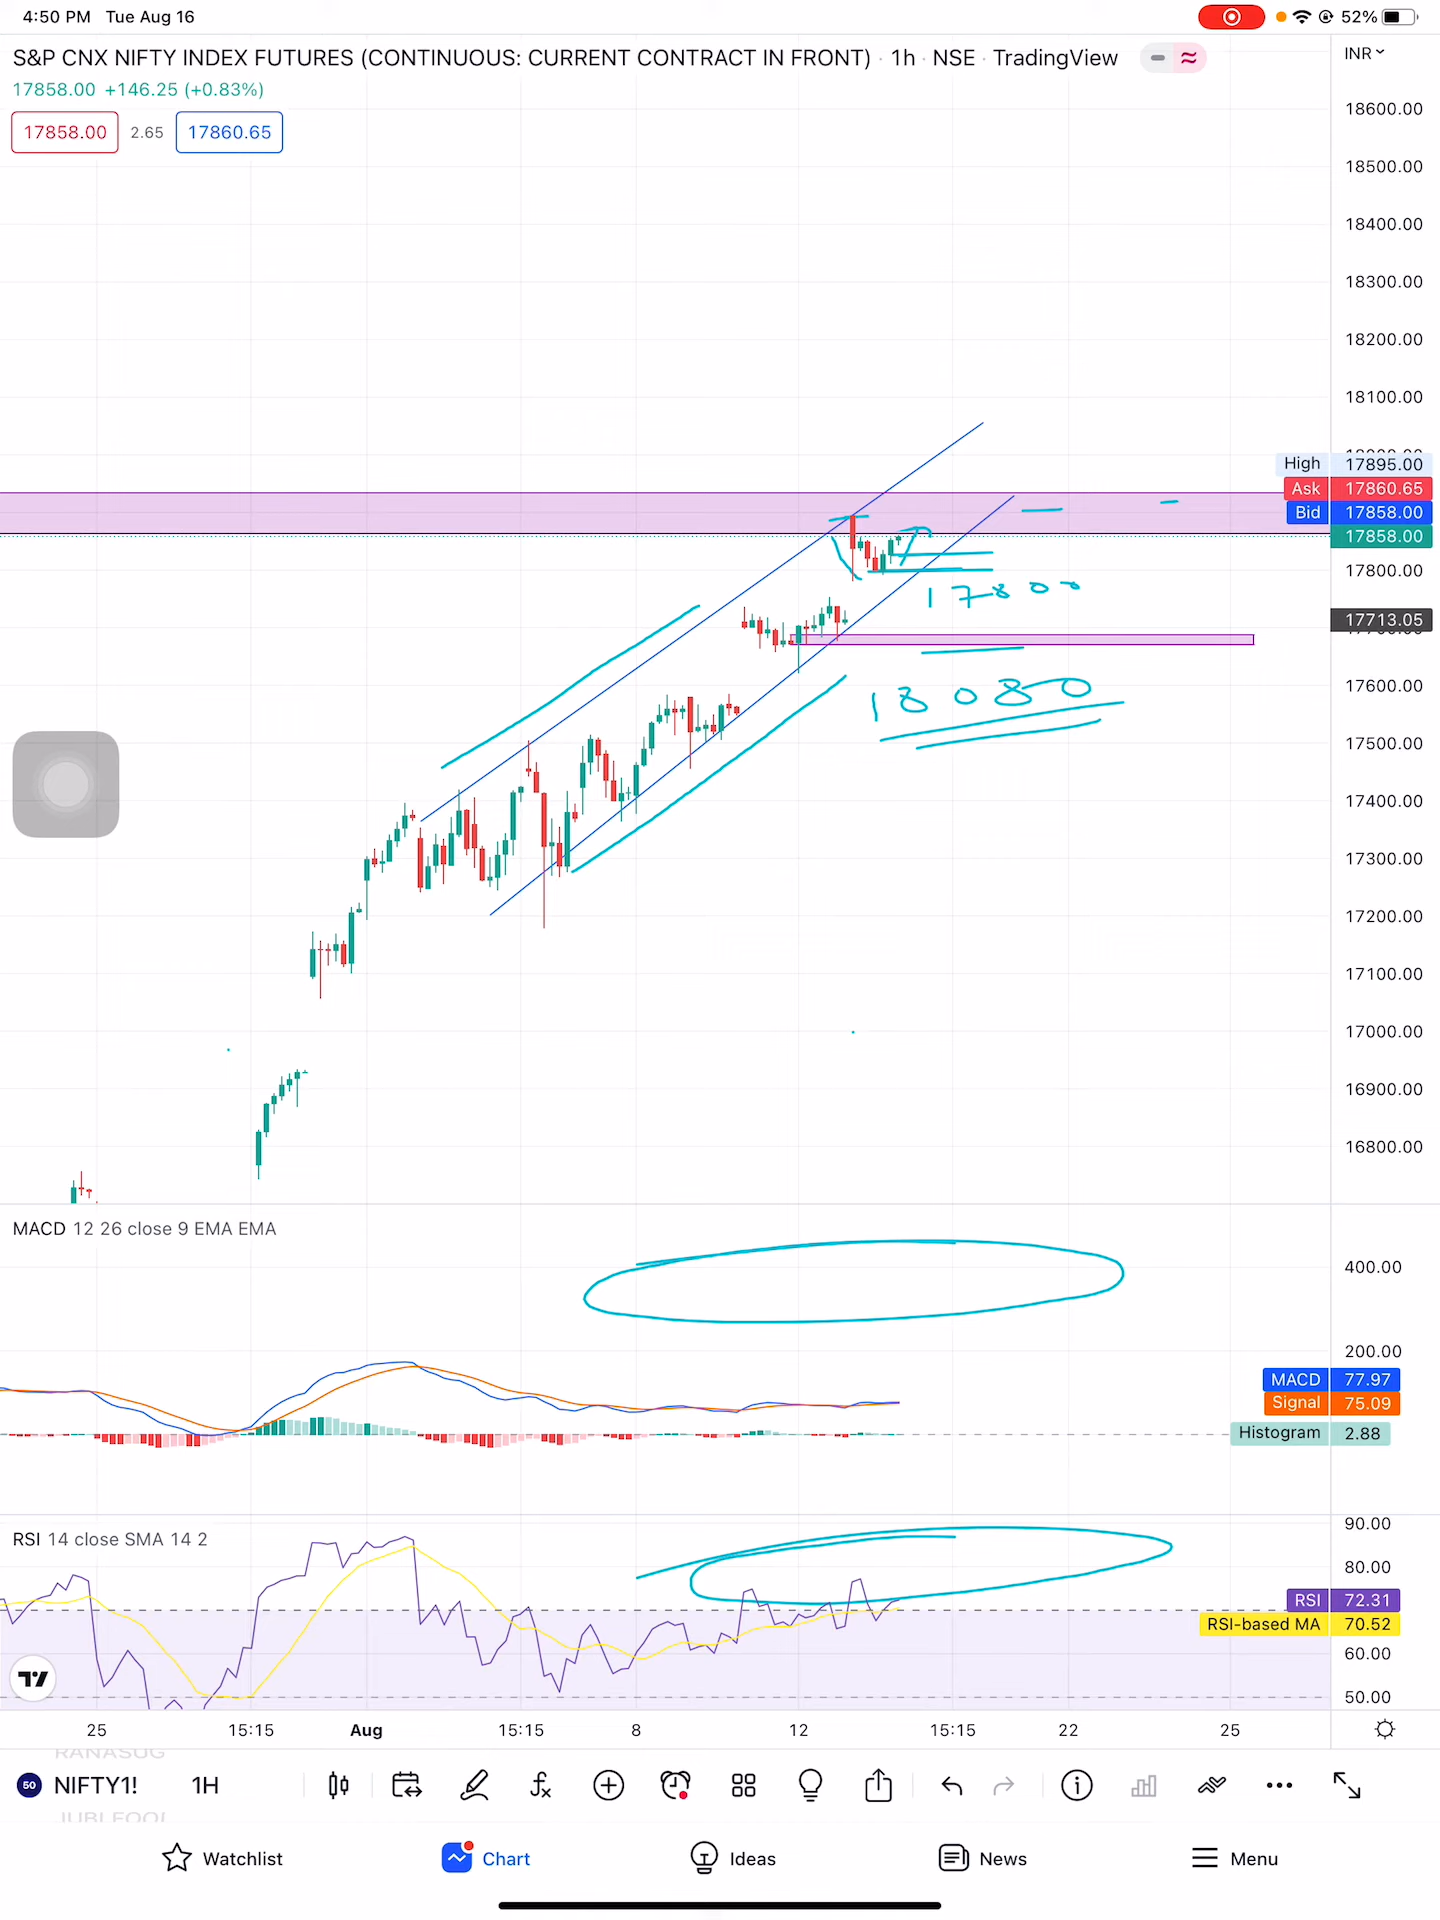 4:50 PM Tue Aug 16
52%
S&P CNX NIFTY INDEX FUTURES (CONTINUOUS: CURRENT CONTRACT IN FRONT) · 1h · NSE · TradingView
INR
17858.00 +146.25 (+0.83%)
17858.00 2.65 17860.65
18600.00
18500.00
18400.00
18300.00
18200.00
18100.00
High 17895.00
Ask 17860.65
Bid 17858.00
17858.00
17800.00
17800
17713.05
17600.00
18080
17500.00
17400.00
17300.00
17200.00
17100.00
17000.00
16900.00
16800.00
MACD 12 26 close 9 EMA EMA
400.00
200.00
MACD 77.97
Signal 75.09
Histogram 2.88
RSI 14 close SMA 14 2
90.00
80.00
RSI 72.31
RSI-based MA 70.52
60.00
50.00
25 15:15 Aug 15:15 8 12 15:15 22 25
RANASUG
50 NIFTY1! 1H
Watchlist Chart Ideas News Menu